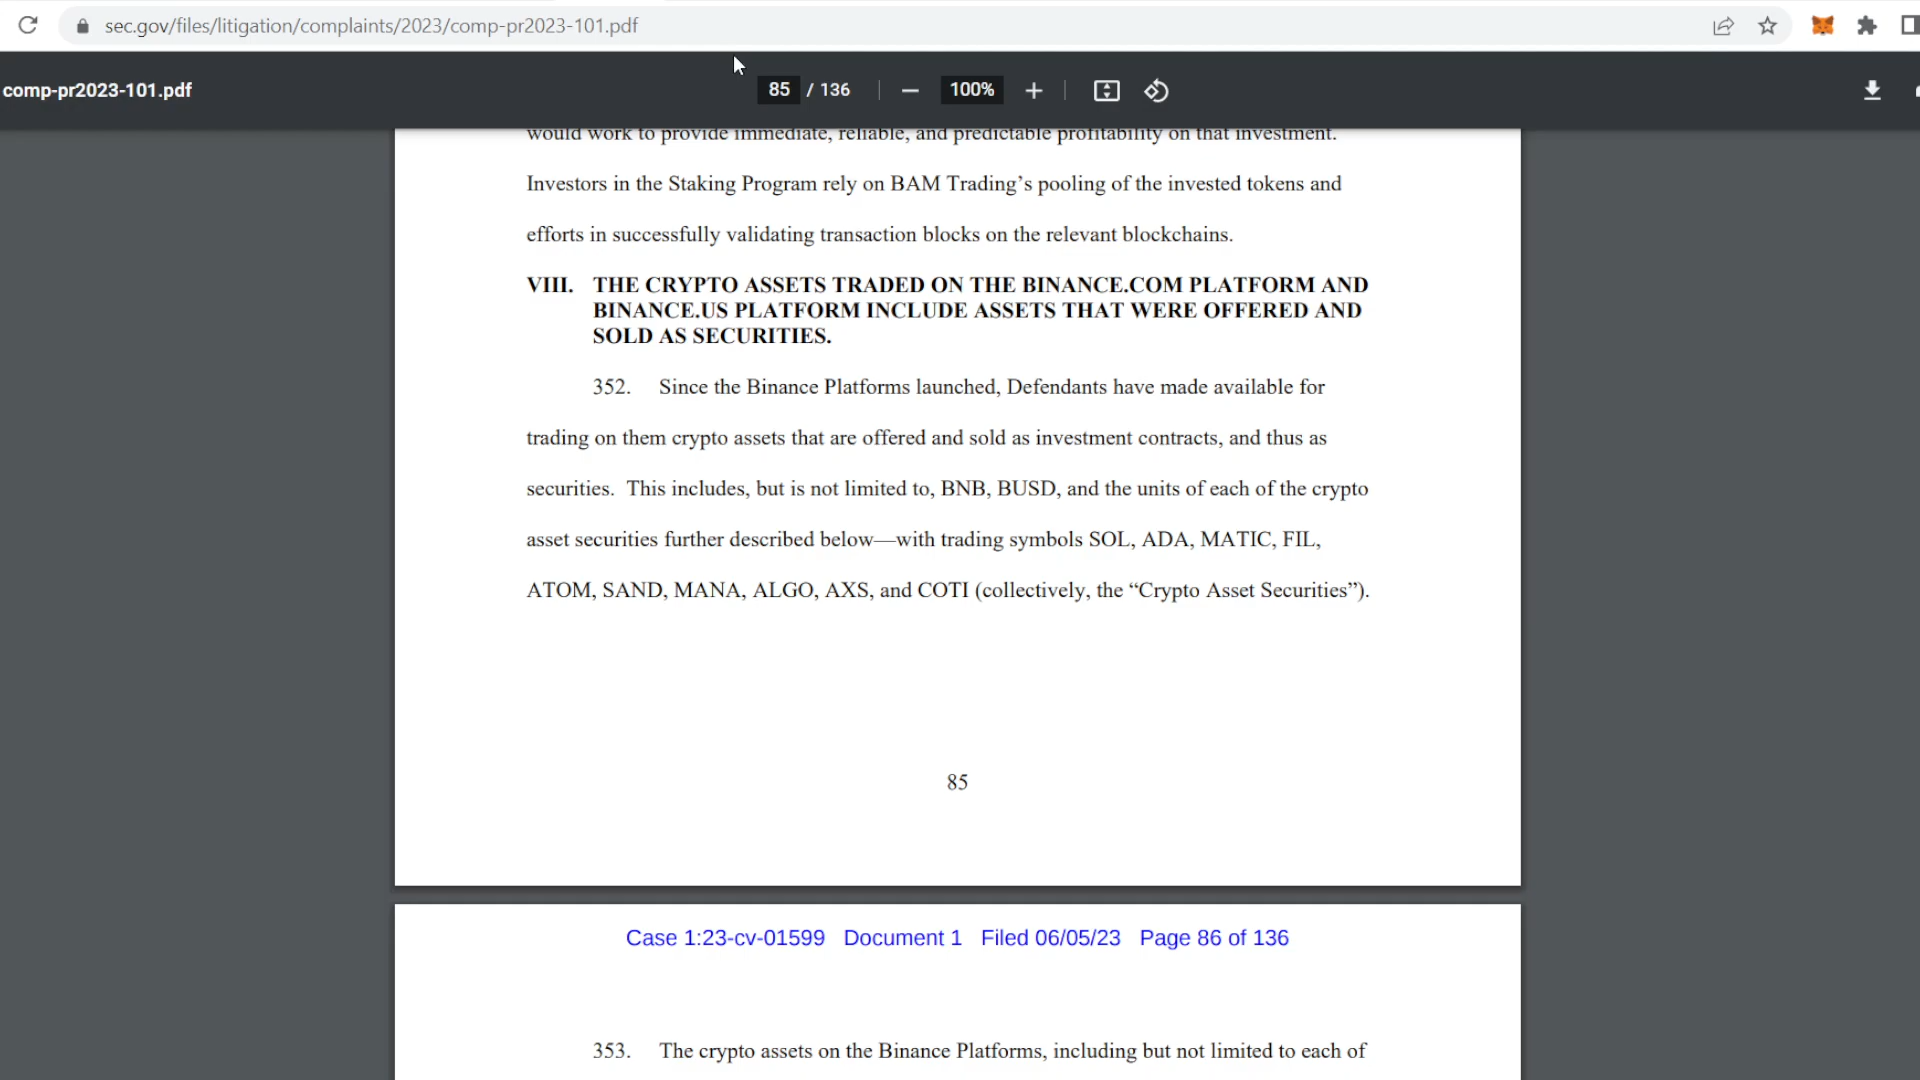 sec.gov/files/litigation/complaints/2023/comp-pr2023-101.pdf
comp-pr2023-101.pdf
85 / 136
100%
would work to provide immediate, reliable, and predictable profitability on that investment.
Investors in the Staking Program rely on BAM Trading’s pooling of the invested tokens and
efforts in successfully validating transaction blocks on the relevant blockchains.
VIII. THE CRYPTO ASSETS TRADED ON THE BINANCE.COM PLATFORM AND
BINANCE.US PLATFORM INCLUDE ASSETS THAT WERE OFFERED AND
SOLD AS SECURITIES.
352. Since the Binance Platforms launched, Defendants have made available for
trading on them crypto assets that are offered and sold as investment contracts, and thus as
securities. This includes, but is not limited to, BNB, BUSD, and the units of each of the crypto
asset securities further described below—with trading symbols SOL, ADA, MATIC, FIL,
ATOM, SAND, MANA, ALGO, AXS, and COTI (collectively, the “Crypto Asset Securities”).
85
Case 1:23-cv-01599 Document 1 Filed 06/05/23 Page 86 of 136
353. The crypto assets on the Binance Platforms, including but not limited to each of